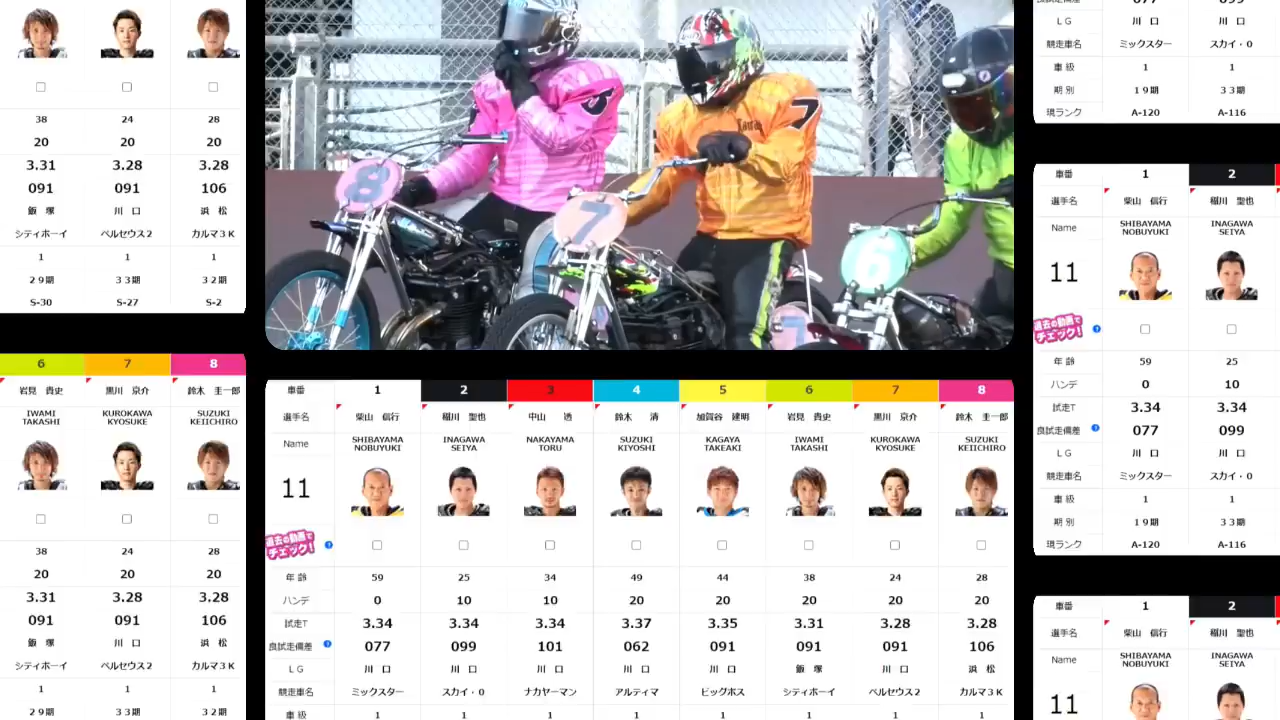 38 24 28
20 20 20
3.31 3.28 3.28
091 091 106
飯 塚 川 口 浜 松
シティボーイ ペルセウス2 カルマ3K
1 1 1
29期 33期 32期
S-30 S-27 S-2
8
7
7
6
LG 川 口 川 口
競走車名 ミックスター スカイ・0
車 級 1 1
期 別 19期 33期
現ランク A-120 A-116
6 7 8
岩見 貴史 黒川 京介 鈴木 圭一郎
IWAMI TAKASHI KUROKAWA KYOSUKE SUZUKI KEIICHIRO
38 24 28
20 20 20
3.31 3.28 3.28
091 091 106
飯 塚 川 口 浜 松
シティボーイ ペルセウス2 カルマ3K
1 1 1
29期 33期 32期
車番 1 2 3 4 5 6 7 8
選手名 柴山 信行 稲川 聖也 中山 透 鈴木 清 加賀谷 建明 岩見 貴史 黒川 京介 鈴木 圭一郎
Name SHIBAYAMA NOBUYUKI INAGAWA SEIYA NAKAYAMA TORU SUZUKI KIYOSHI KAGAYA TAKEAKI IWAMI TAKASHI KUROKAWA KYOSUKE SUZUKI KEIICHIRO
11
過去の動画で
チェック!
年 齢 59 25 34 49 44 38 24 28
ハンデ 0 10 10 20 20 20 20 20
試走T 3.34 3.34 3.34 3.37 3.35 3.31 3.28 3.28
良試走偏差 077 099 101 062 091 091 091 106
LG 川 口 川 口 川 口 川 口 川 口 飯 塚 川 口 浜 松
競走車名 ミックスター スカイ・0 ナカヤーマン アルティマ ビッグボス シティボーイ ペルセウス2 カルマ3K
車 級 1 1 1 1 1 1 1 1
車番 1 2
選手名 柴山 信行 稲川 聖也
Name SHIBAYAMA NOBUYUKI INAGAWA SEIYA
11
過去の動画で
チェック!
年 齢 59 25
ハンデ 0 10
試走T 3.34 3.34
良試走偏差 077 099
LG 川 口 川 口
競走車名 ミックスター スカイ・0
車 級 1 1
期 別 19期 33期
現ランク A-120 A-116
車番 1 2
選手名 柴山 信行 稲川 聖也
Name SHIBAYAMA NOBUYUKI INAGAWA SEIYA
11